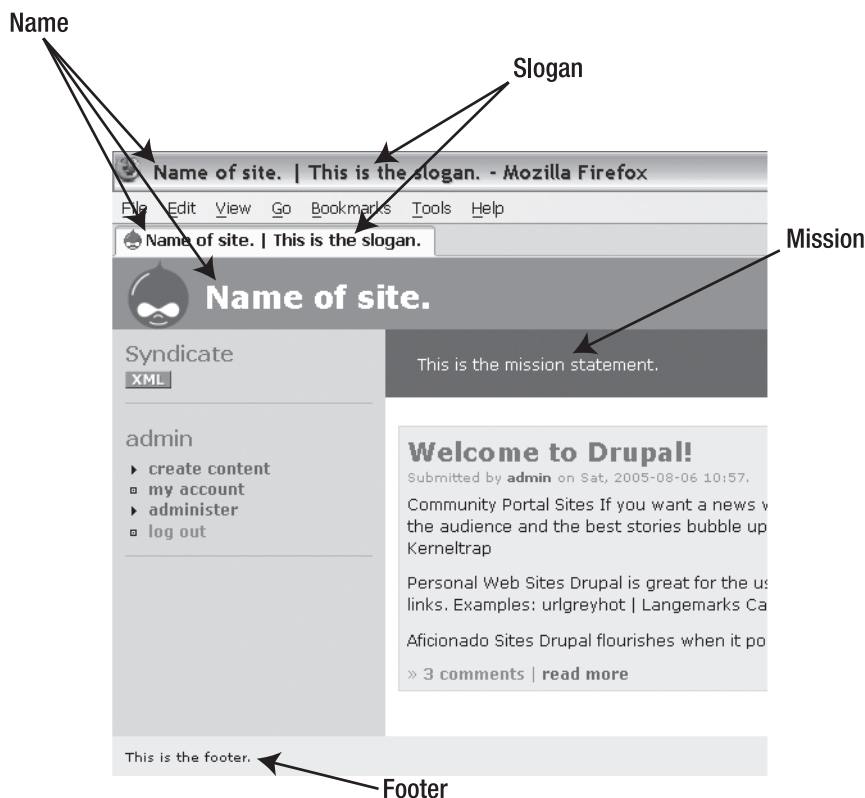 Name
Slogan
Name of site. | This is the slogan. - Mozilla Firefox
File Edit View Go Bookmarks Tools Help
Name of site. | This is the slogan.
Mission
Name of site.
Syndicate
XML
This is the mission statement.
admin
create content
my account
administer
log out
Welcome to Drupal!
Submitted by admin on Sat, 2005-08-06 10:57.
Community Portal Sites If you want a news
the audience and the best stories bubble up
Kerneltrap
Personal Web Sites Drupal is great for the
links. Examples: urlgreyhot | Langemarks
Aficionado Sites Drupal flourishes when it
» 3 comments | read more
This is the footer.
Footer